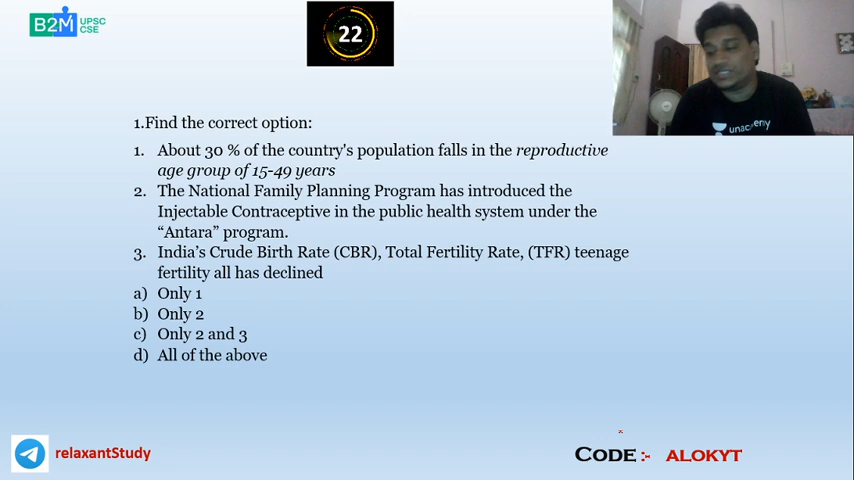 B2M UPSC
CSE
22
unacademy
1.Find the correct option:
1. About 30 % of the country's population falls in the reproductive
age group of 15-49 years
2. The National Family Planning Program has introduced the
Injectable Contraceptive in the public health system under the
“Antara” program.
3. India’s Crude Birth Rate (CBR), Total Fertility Rate, (TFR) teenage
fertility all has declined
a) Only 1
b) Only 2
c) Only 2 and 3
d) All of the above
relaxantStudy
CODE :- ALOKYT